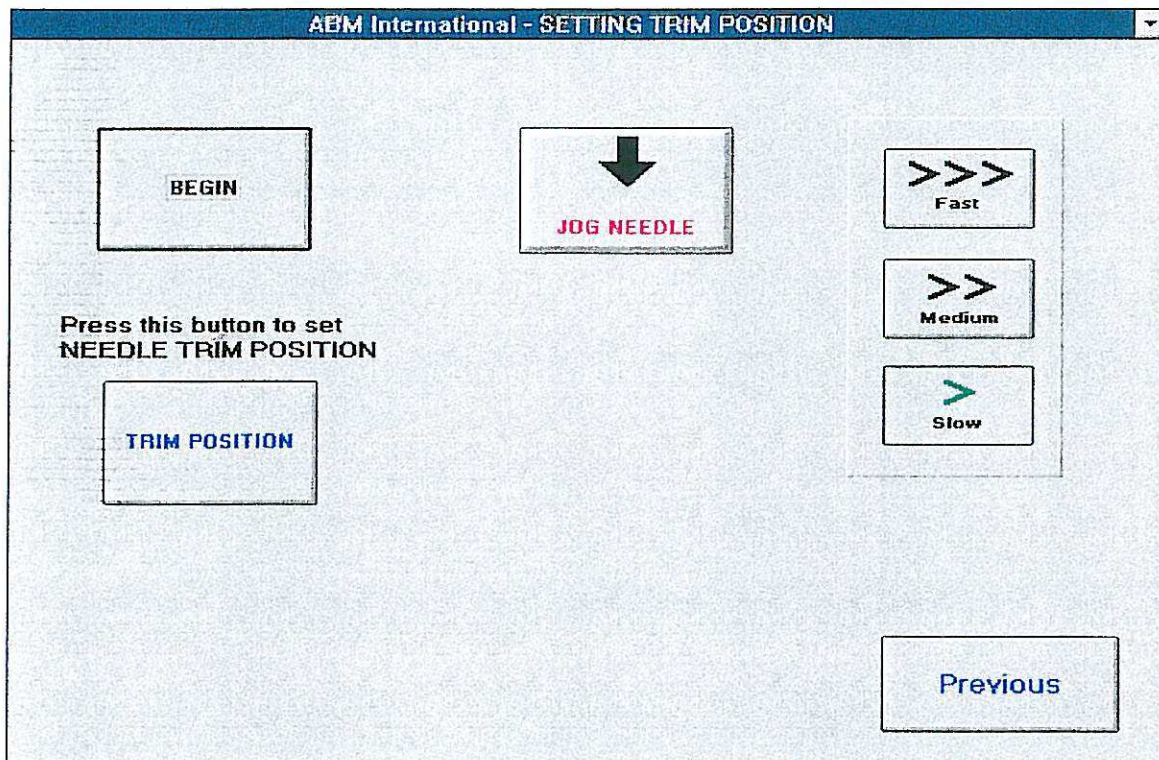 ABM International - SETTING TRIM POSITION
BEGIN
JOG NEEDLE
>>>
Fast
>>
Medium
>
Slow
Press this button to set
NEEDLE TRIM POSITION
TRIM POSITION
Previous